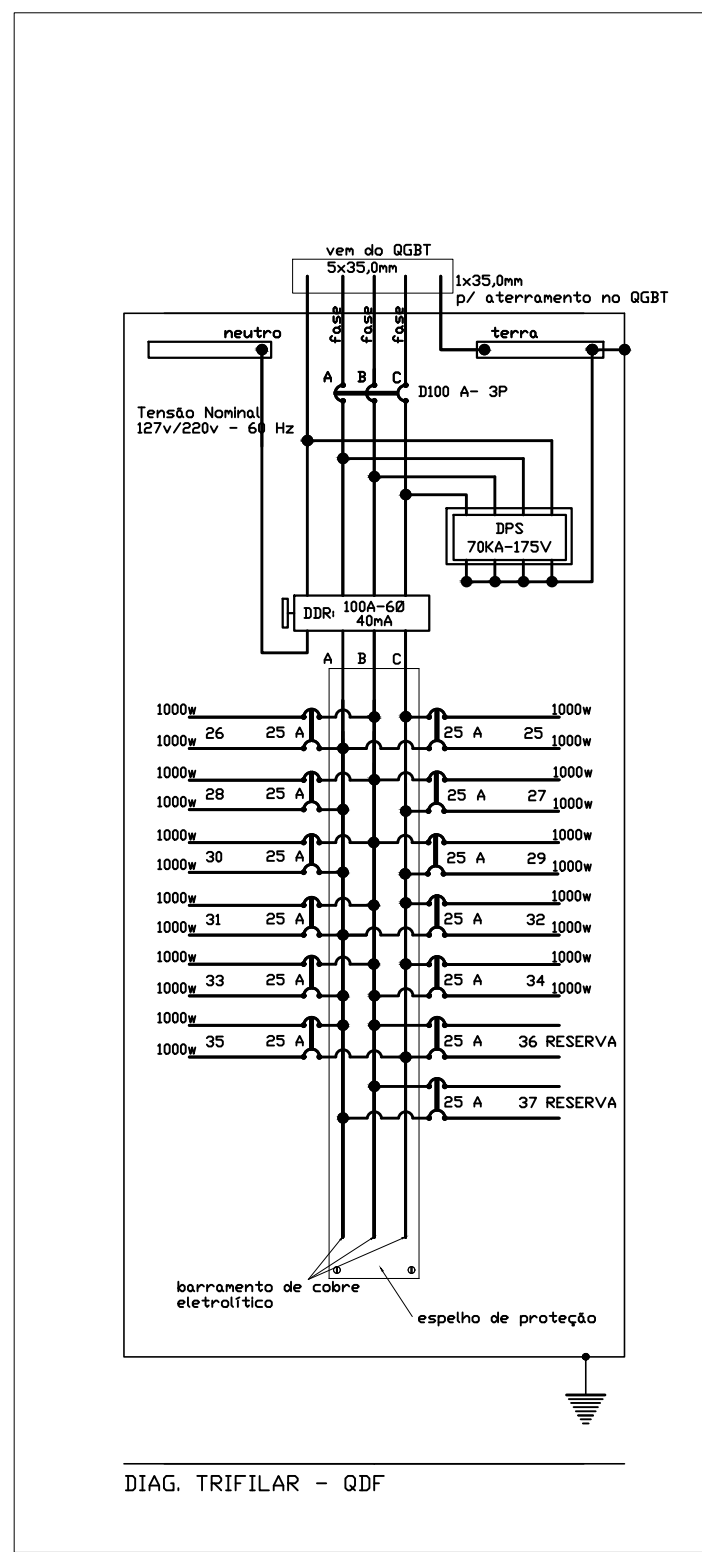 vem do QGBT
5x35,0mm
1x35,0mm
p/ aterramento no QGBT
fase
fase
fase
neutro
terra
A B C
D100 A- 3P
Tensão Nominal
127v/220v - 60 Hz
DPS
70KA-175V
DDR: 100A-6Ø
40mA
A B C
1000w 1000w
26 25 A 25 A 25
1000w 1000w
1000w 1000w
28 25 A 25 A 27
1000w 1000w
1000w 1000w
30 25 A 25 A 29
1000w 1000w
1000w 1000w
31 25 A 25 A 32
1000w 1000w
1000w 1000w
33 25 A 25 A 34
1000w 1000w
1000w
35 25 A 25 A 36 RESERVA
1000w
25 A 37 RESERVA
barramento de cobre
eletrolítico
espelho de proteção
DIAG. TRIFILAR - QDF